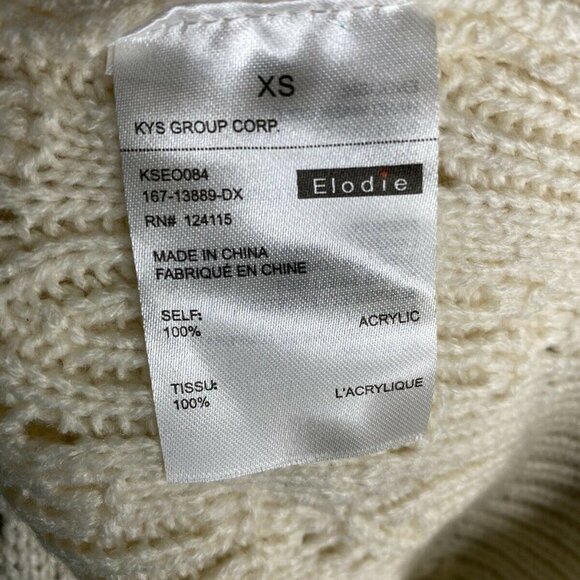 XS
KYS GROUP CORP.
KSEO084
167-13889-DX
RN# 124115
Elodie
MADE IN CHINA
FABRIQUÉ EN CHINE
SELF:
100% ACRYLIC
TISSU:
100% L'ACRYLIQUE